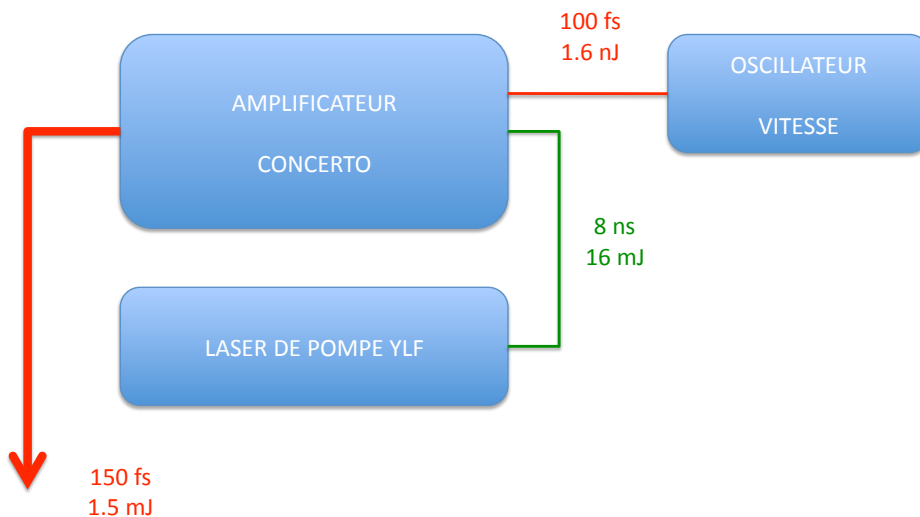 100 fs
1.6 nJ
OSCILLATEUR
VITESSE
AMPLIFICATEUR
CONCERTO
8 ns
16 mJ
LASER DE POMPE YLF
150 fs
1.5 mJ